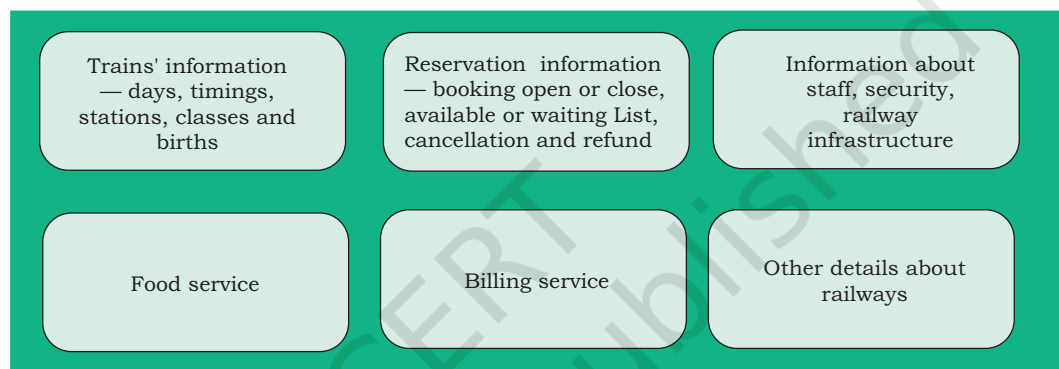 Trains' information
— days, timings,
stations, classes and
births
Reservation information
— booking open or close,
available or waiting List,
cancellation and refund
Information about
staff, security,
railway
infrastructure
Food service
Billing service
Other details about
railways